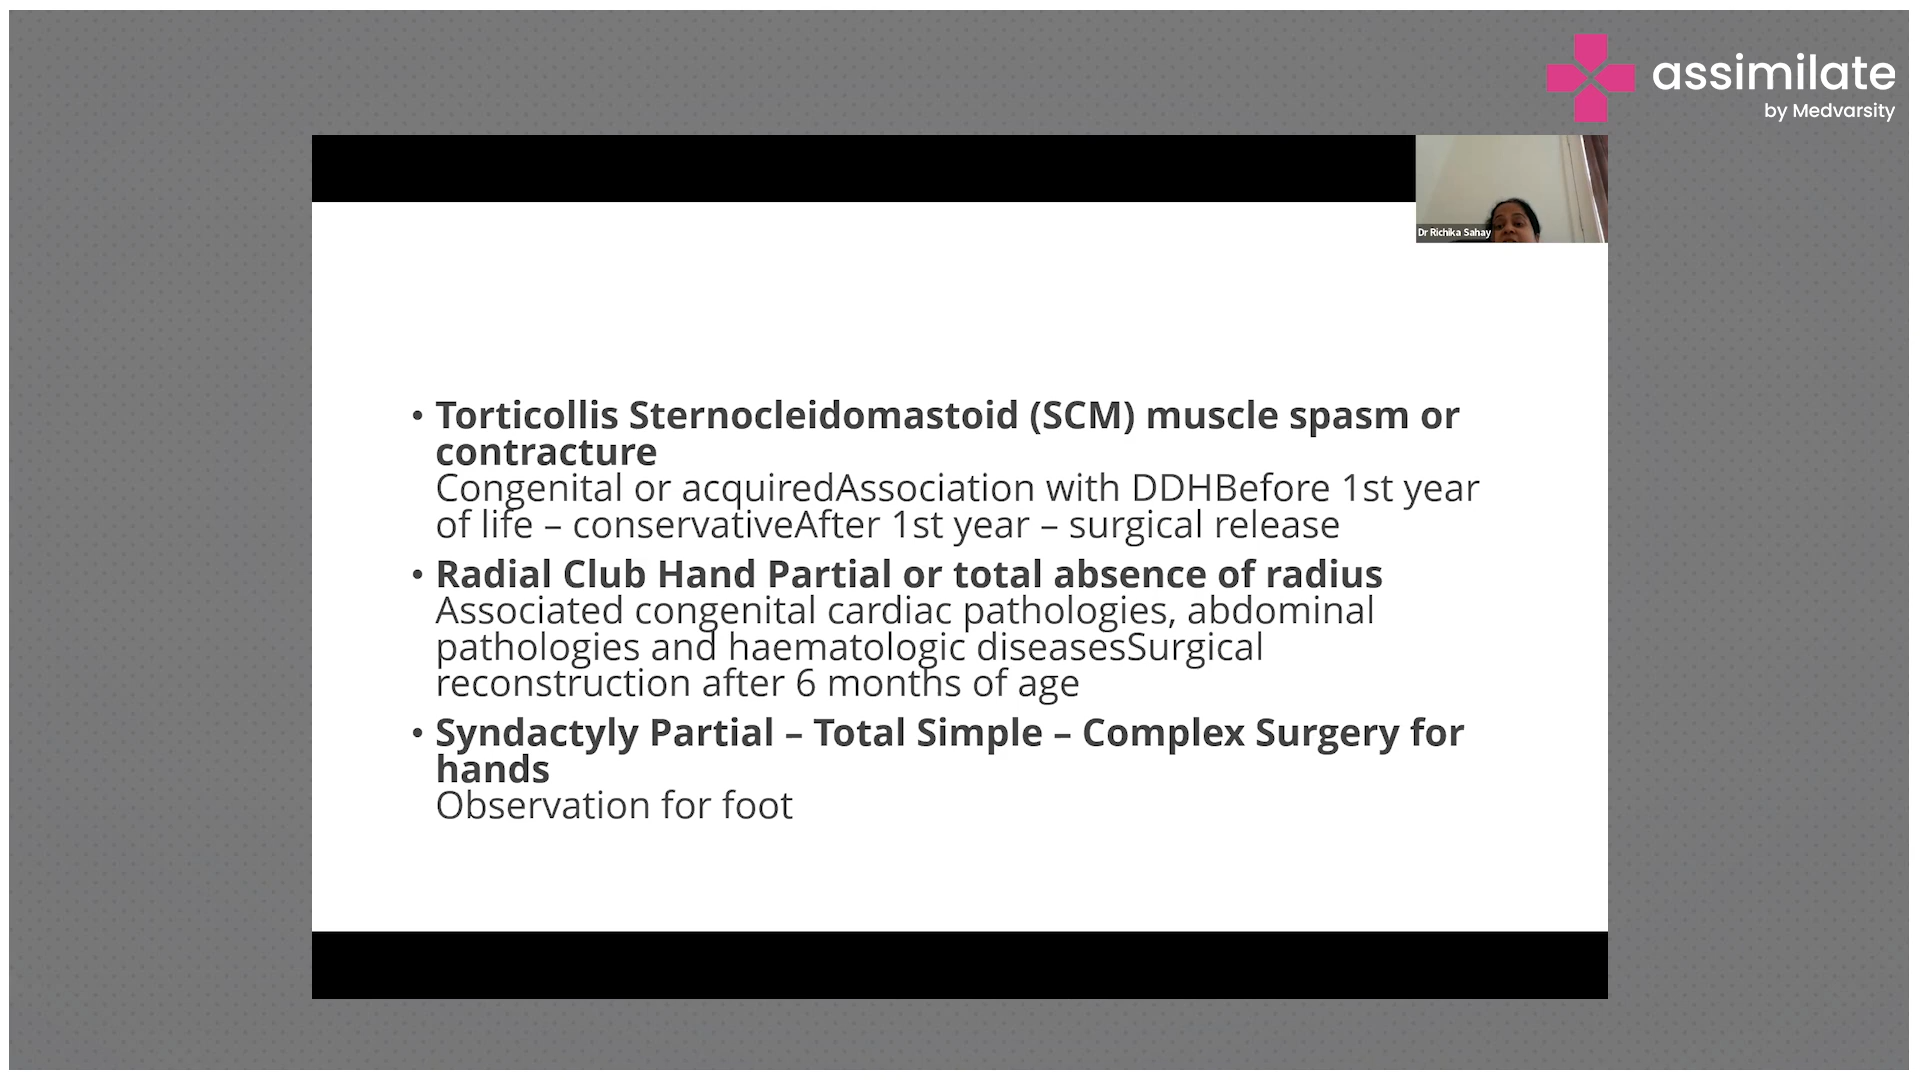 assimilate
by Medvarsity
Dr Richika Sahay
• Torticollis Sternocleidomastoid (SCM) muscle spasm or
contracture
Congenital or acquiredAssociation with DDHBefore 1st year
of life – conservativeAfter 1st year – surgical release
• Radial Club Hand Partial or total absence of radius
Associated congenital cardiac pathologies, abdominal
pathologies and haematologic diseasesSurgical
reconstruction after 6 months of age
• Syndactyly Partial – Total Simple – Complex Surgery for
hands
Observation for foot